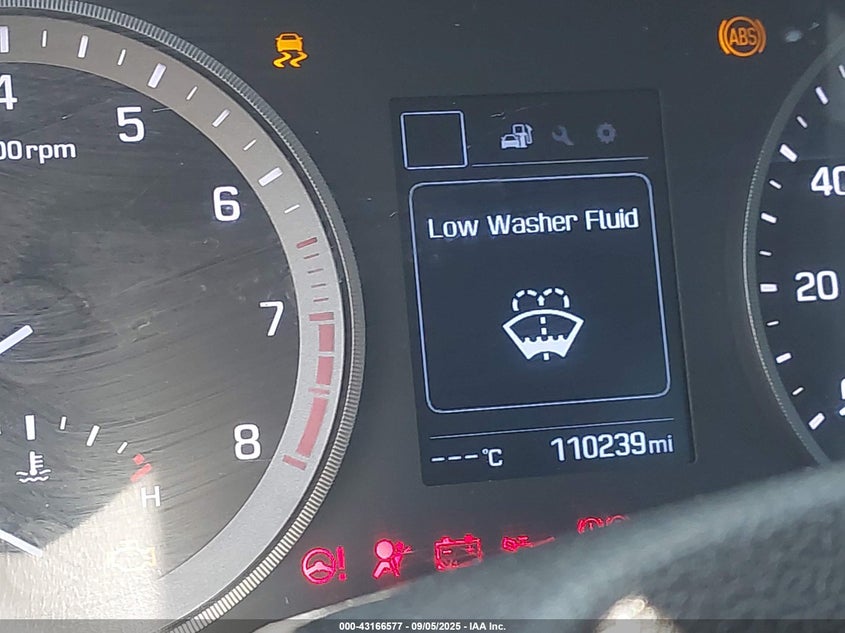 ABS
4
5
00rpm
6
7
8
H
Low Washer Fluid
---°C
110239mi
40
20
000-43166577 - 09/05/2025 - IAA Inc.